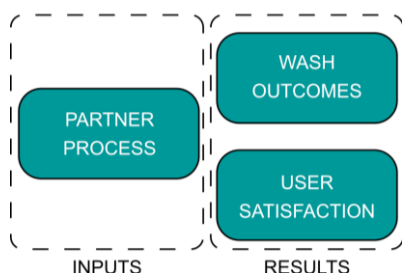 PARTNER
PROCESS
WASH
OUTCOMES
USER
SATISFACTION
INPUTS
RESULTS